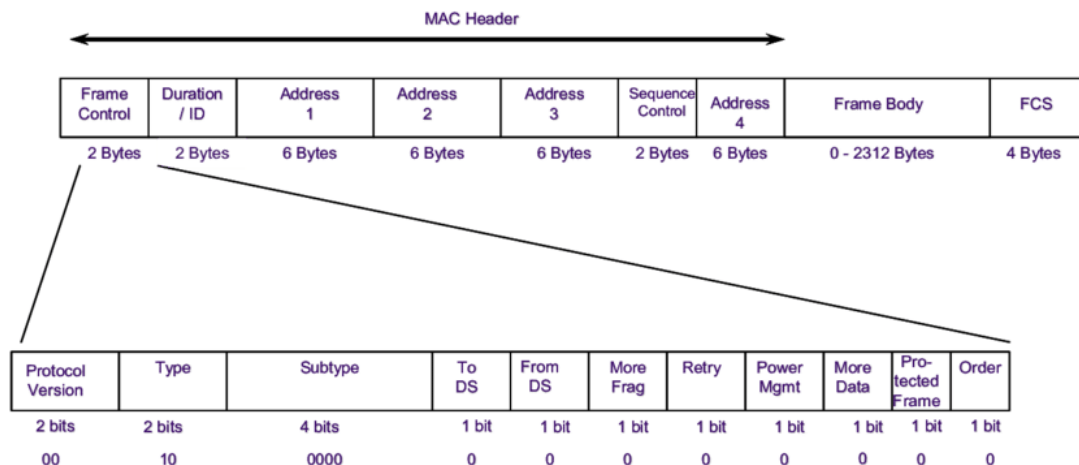 MAC Header
Frame Control
Duration / ID
Address 1
Address 2
Address 3
Sequence Control
Address 4
Frame Body
FCS
2 Bytes
2 Bytes
6 Bytes
6 Bytes
6 Bytes
2 Bytes
6 Bytes
0 - 2312 Bytes
4 Bytes
Protocol Version
Type
Subtype
To DS
From DS
More Frag
Retry
Power Mgmt
More Data
Pro-
tected
Frame
Order
2 bits
2 bits
4 bits
1 bit
1 bit
1 bit
1 bit
1 bit
1 bit
1 bit
1 bit
00
10
0000
0
0
0
0
0
0
0
0